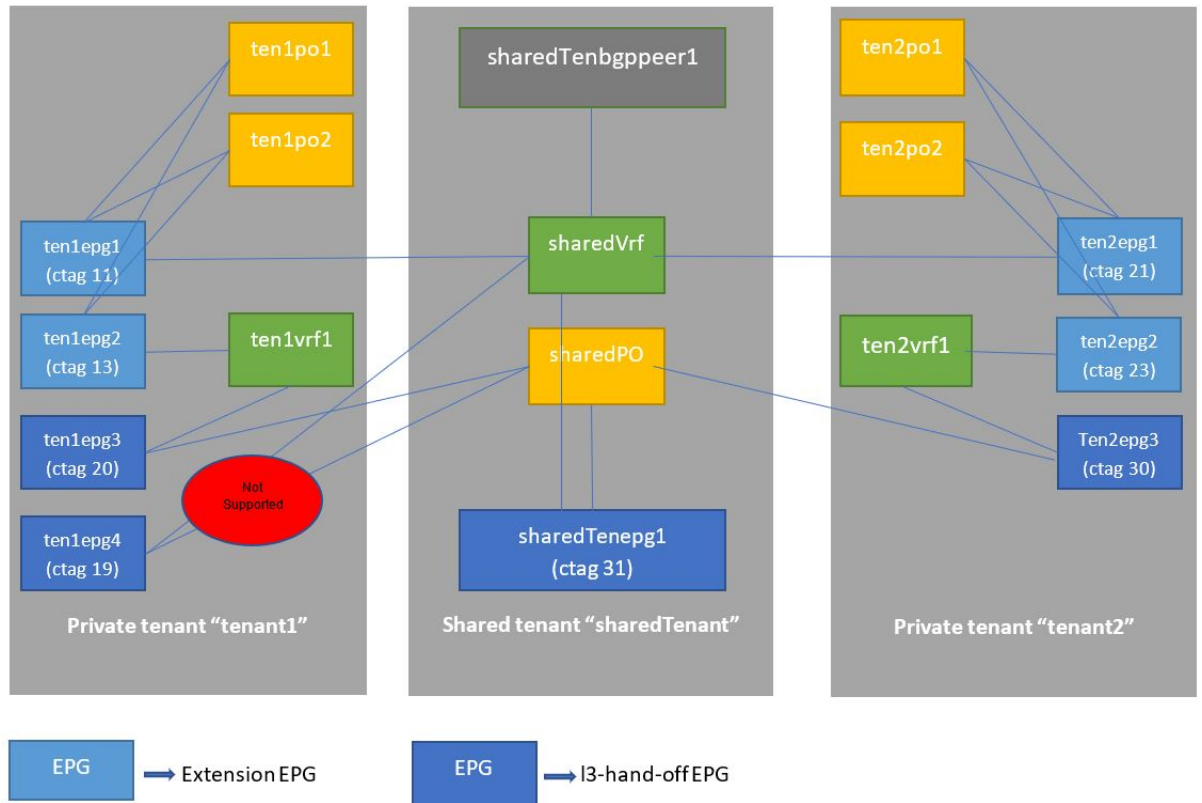 ten1po1
ten1po2
ten1epg1
(ctag 11)
ten1epg2
(ctag 13)
ten1vrf1
ten1epg3
(ctag 20)
Not
Supported
ten1epg4
(ctag 19)
Private tenant “tenant1”
sharedTenbgppeer1
sharedVrf
sharedPO
sharedTenepg1
(ctag 31)
Shared tenant “sharedTenant”
ten2po1
ten2po2
ten2epg1
(ctag 21)
ten2vrf1
ten2epg2
(ctag 23)
Ten2epg3
(ctag 30)
Private tenant “tenant2”
EPG
Extension EPG
EPG
l3-hand-off EPG